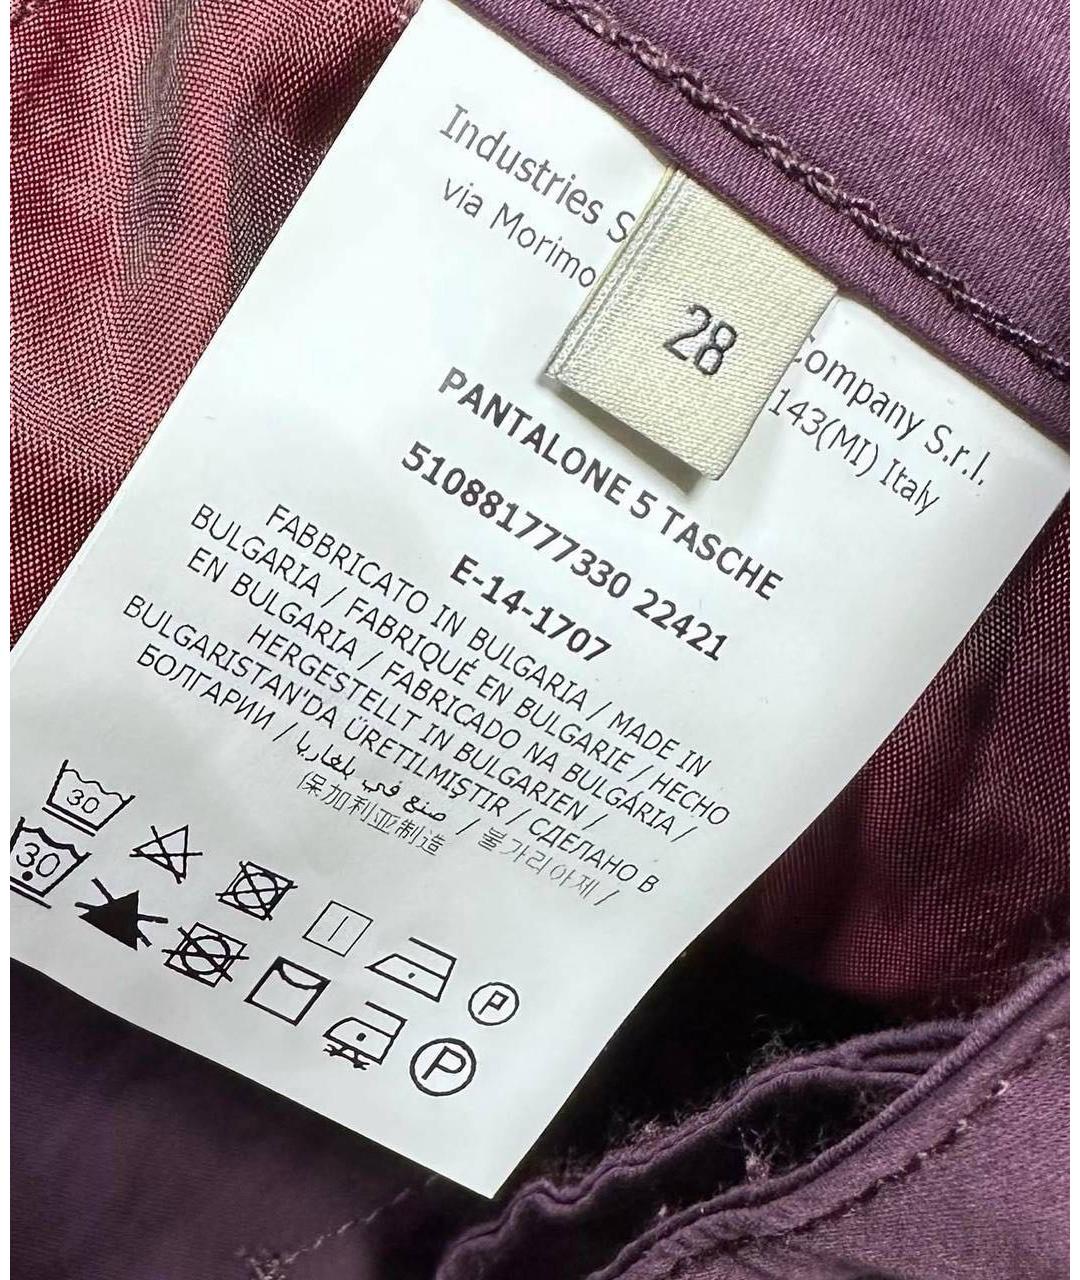 Industries S
Company S.r.l.
via Morimo
143(MI) Italy
28
PANTALONE 5 TASCHE
510881777330 22421
E-14-1707
FABBRICATO IN BULGARIA / MADE IN
BULGARIA / FABRIQUÉ EN BULGARIE / HECHO
EN BULGARIA / FABRICADO NA BULGÁRIA /
HERGESTELLT IN BULGARIEN /
BULGARISTAN'DA ÜRETILMIŞTIR / СДЕЛАНО В
БОЛГАРИИ / صنع في بلغاريا / 불가리아제 /
保加利亚制造
30
30
P
P